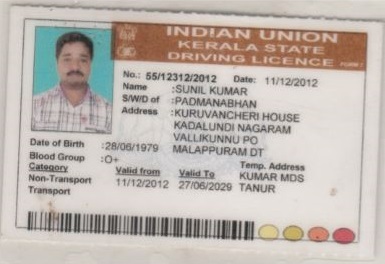 INDIAN UNION
KERALA STATE
DRIVING LICENCE FORM 7
No.: 55/12312/2012 Date: 11/12/2012
Name :SUNIL KUMAR
S/W/D of :PADMANABHAN
Address :KURUVANCHERI HOUSE
KADALUNDI NAGARAM
VALLIKUNNU PO
Date of Birth :28/06/1979 MALAPPURAM DT
Blood Group :O+ Temp. Address
Category Valid from Valid To KUMAR MDS
Non-Transport 11/12/2012 27/06/2029 TANUR
Transport